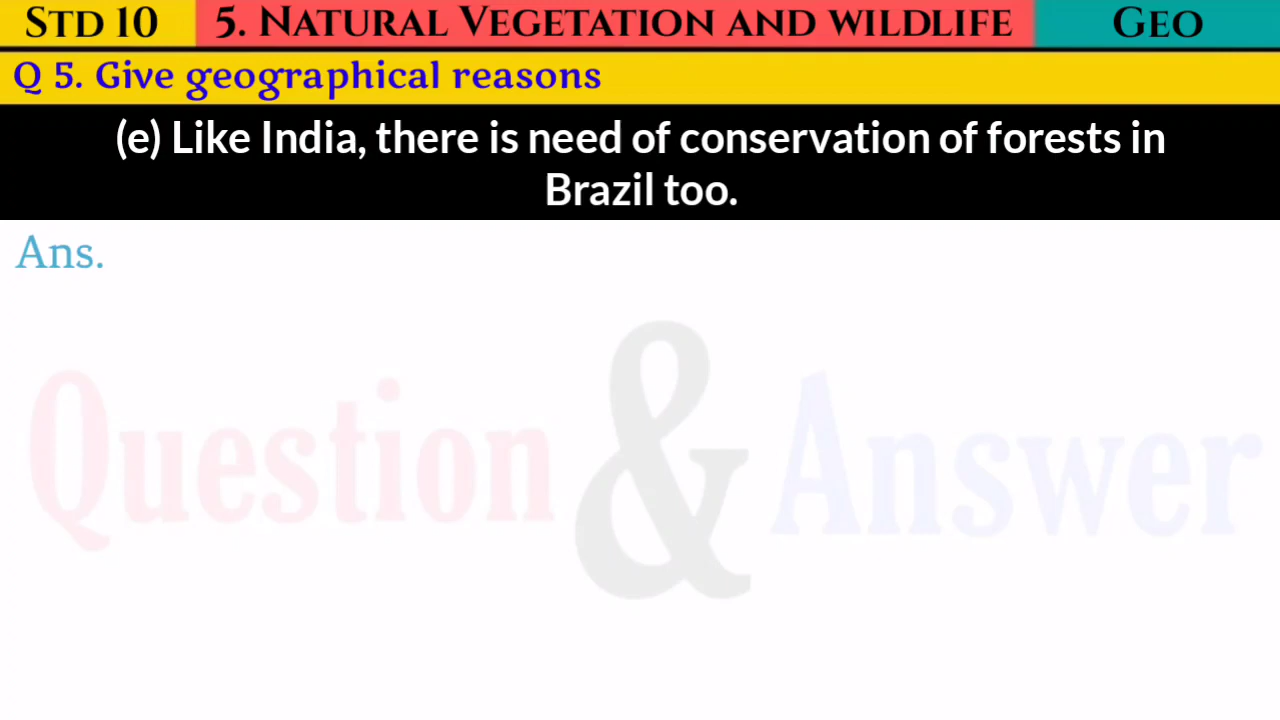 STD 10 5. NATURAL VEGETATION AND WILDLIFE GEO
Q 5. Give geographical reasons
(e) Like India, there is need of conservation of forests in
Brazil too.
Ans.
Question & Answer